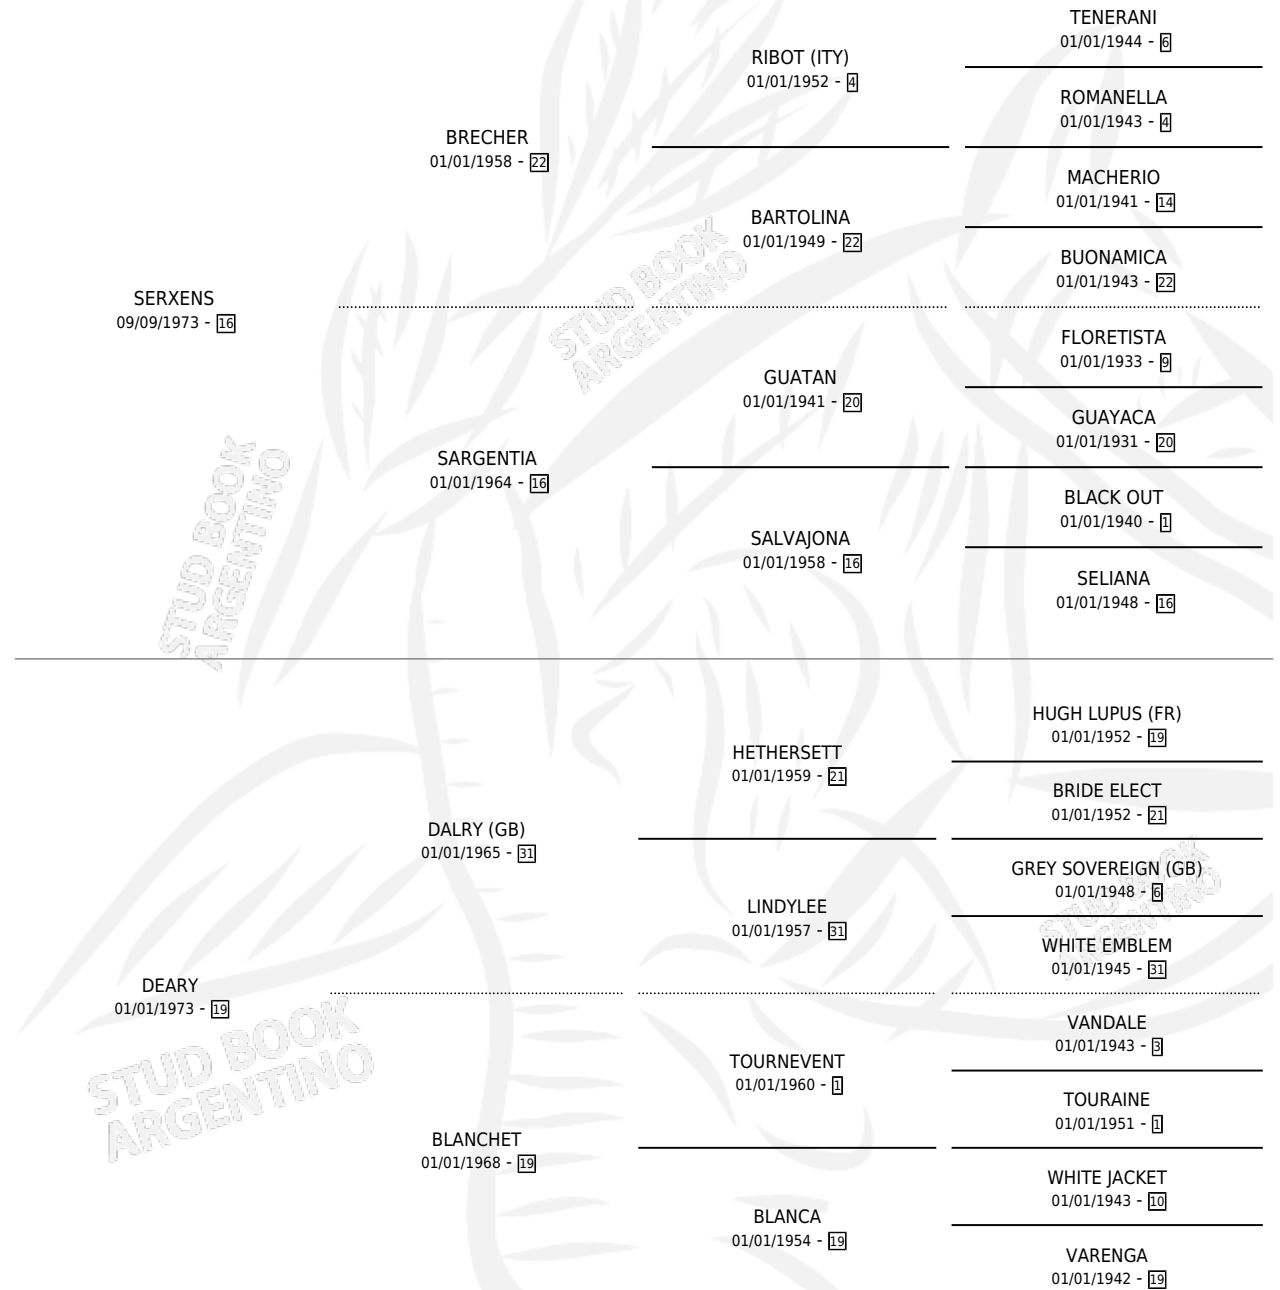 TENERANI
01/01/1944 - 6
RIBOT (ITY)
01/01/1952 - 4
ROMANELLA
01/01/1943 - 4
BRECHER
01/01/1958 - 22
MACHERIO
01/01/1941 - 14
BARTOLINA
01/01/1949 - 22
BUONAMICA
01/01/1943 - 22
SERXENS
09/09/1973 - 16
FLORETISTA
01/01/1933 - 9
GUATAN
01/01/1941 - 20
GUAYACA
01/01/1931 - 20
SARGENTIA
01/01/1964 - 16
BLACK OUT
01/01/1940 - 1
SALVAJONA
01/01/1958 - 16
SELIANA
01/01/1948 - 16
HUGH LUPUS (FR)
01/01/1952 - 19
HETHERSETT
01/01/1959 - 21
BRIDE ELECT
01/01/1952 - 21
DALRY (GB)
01/01/1965 - 31
GREY SOVEREIGN (GB)
01/01/1948 - 6
LINDYLEE
01/01/1957 - 31
WHITE EMBLEM
01/01/1945 - 31
DEARY
01/01/1973 - 19
VANDALE
01/01/1943 - 3
TOURNEVENT
01/01/1960 - 1
TOURAINE
01/01/1951 - 1
BLANCHET
01/01/1968 - 19
WHITE JACKET
01/01/1943 - 10
BLANCA
01/01/1954 - 19
VARENGA
01/01/1942 - 19
STUD BOOK
ARGENTINO
STUD BOOK
ARGENTINO
STUD BOOK
ARGENTINO
STUD BOOK
ARGENTINO